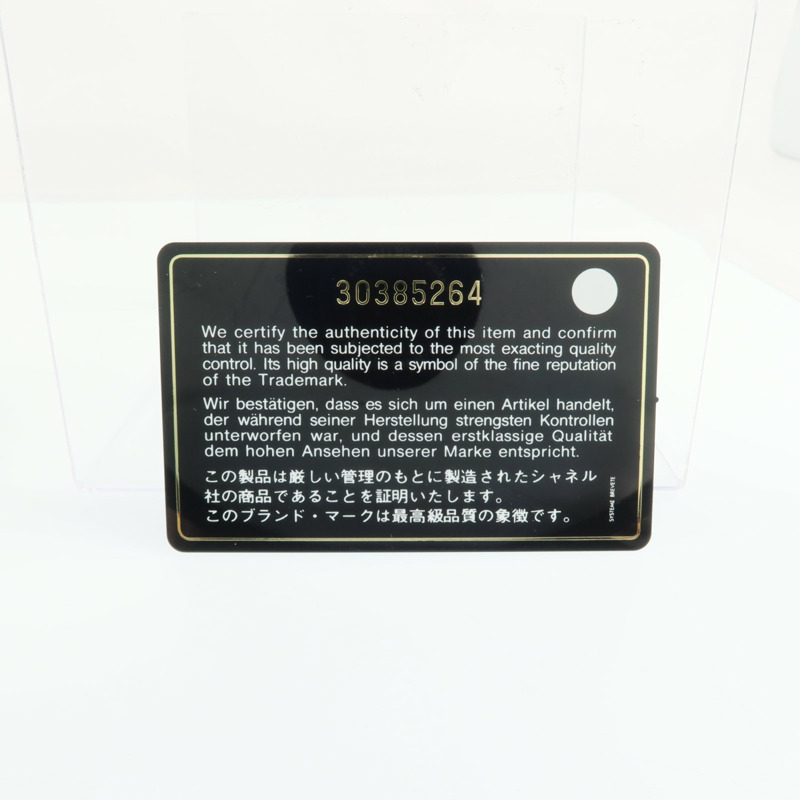 30385264
We certify the authenticity of this item and confirm
that it has been subjected to the most exacting quality
control. Its high quality is a symbol of the fine reputation
of the Trademark.
Wir bestätigen, dass es sich um einen Artikel handelt,
der während seiner Herstellung strengsten Kontrollen
unterworfen war, und dessen erstklassige Qualität
dem hohen Ansehen unserer Marke entspricht.
この製品は厳しい管理のもとに製造されたシャネル
社の商品であることを証明いたします。
このブランド・マークは最高級品質の象徴です。
SYSTEME BREVETE